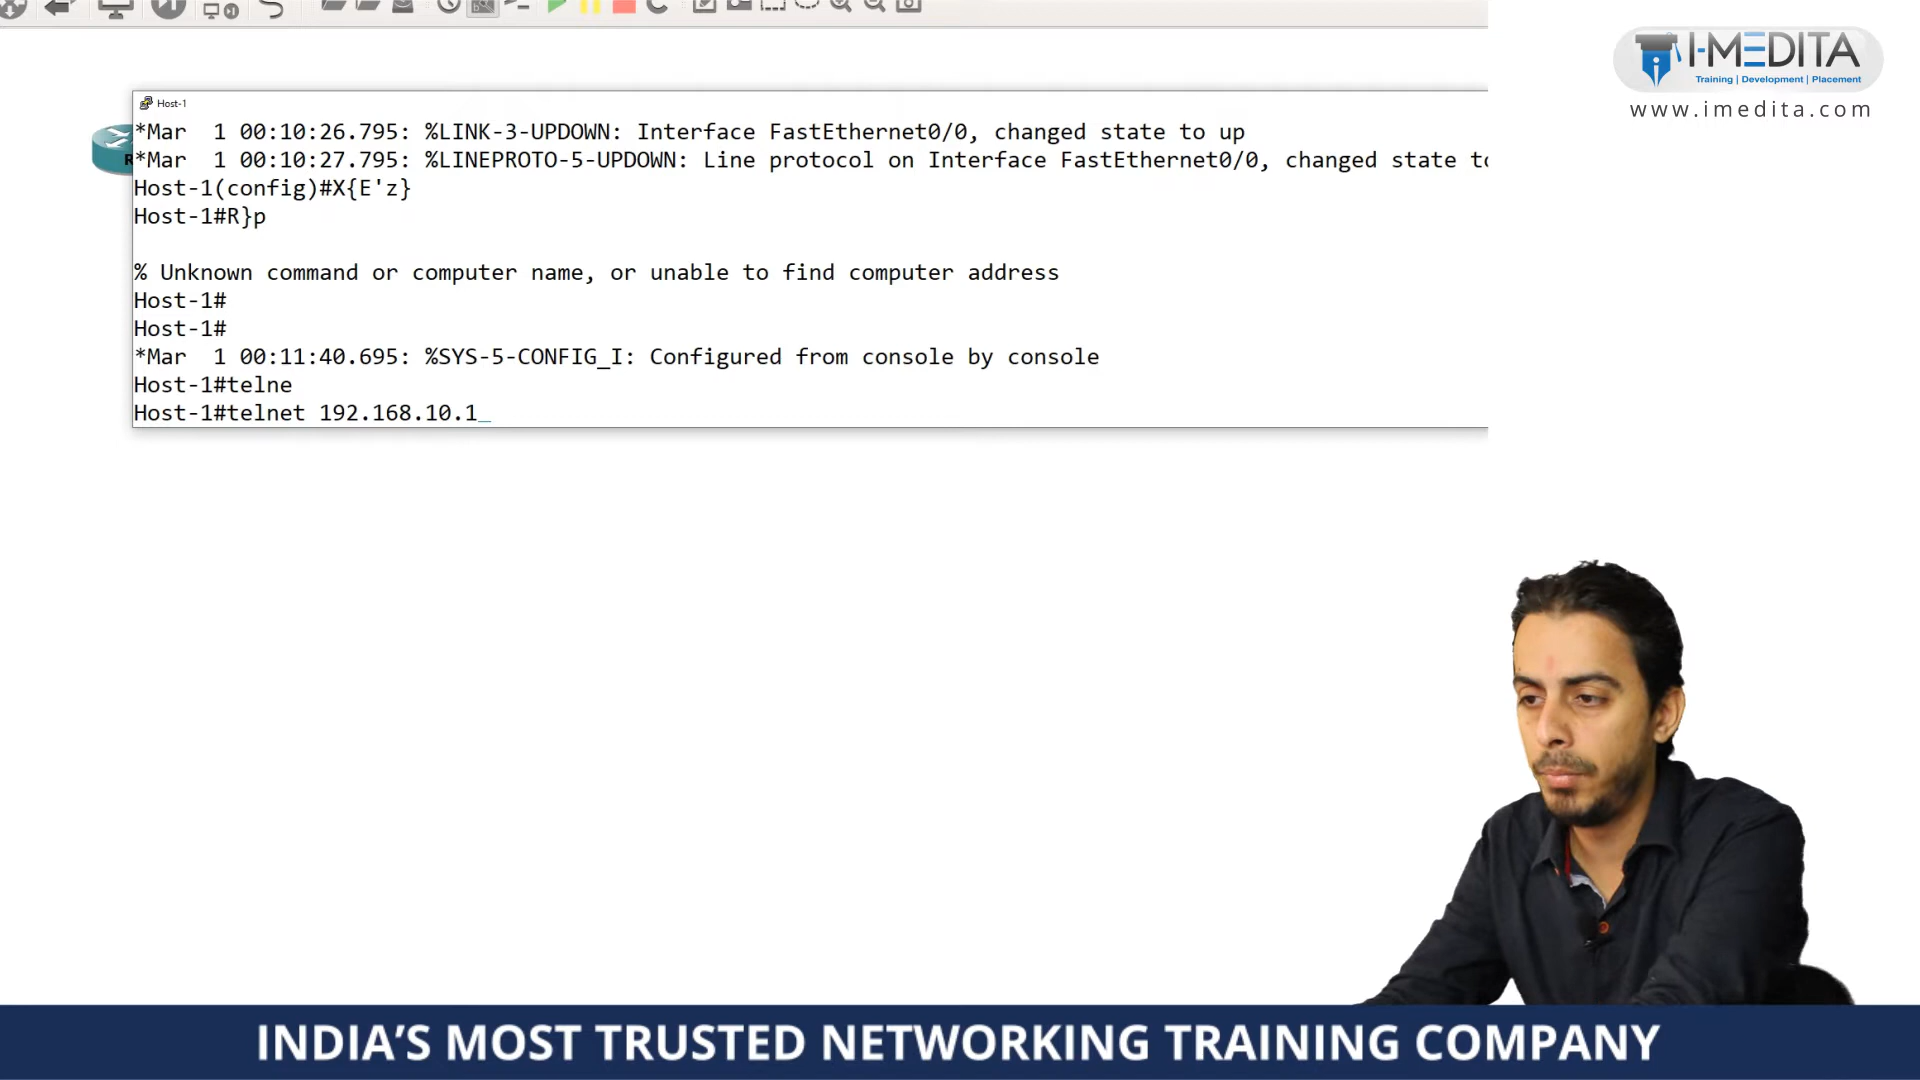 I-MEDITA
Training | Development | Placement
www.imedita.com
Host-1
*Mar  1 00:10:26.795: %LINK-3-UPDOWN: Interface FastEthernet0/0, changed state to up
*Mar  1 00:10:27.795: %LINEPROTO-5-UPDOWN: Line protocol on Interface FastEthernet0/0, changed state
Host-1(config)#X{E'z}
Host-1#R}p
% Unknown command or computer name, or unable to find computer address
Host-1#
Host-1#
*Mar  1 00:11:40.695: %SYS-5-CONFIG_I: Configured from console by console
Host-1#telne
Host-1#telnet 192.168.10.1_
INDIA'S MOST TRUSTED NETWORKING TRAINING COMPANY